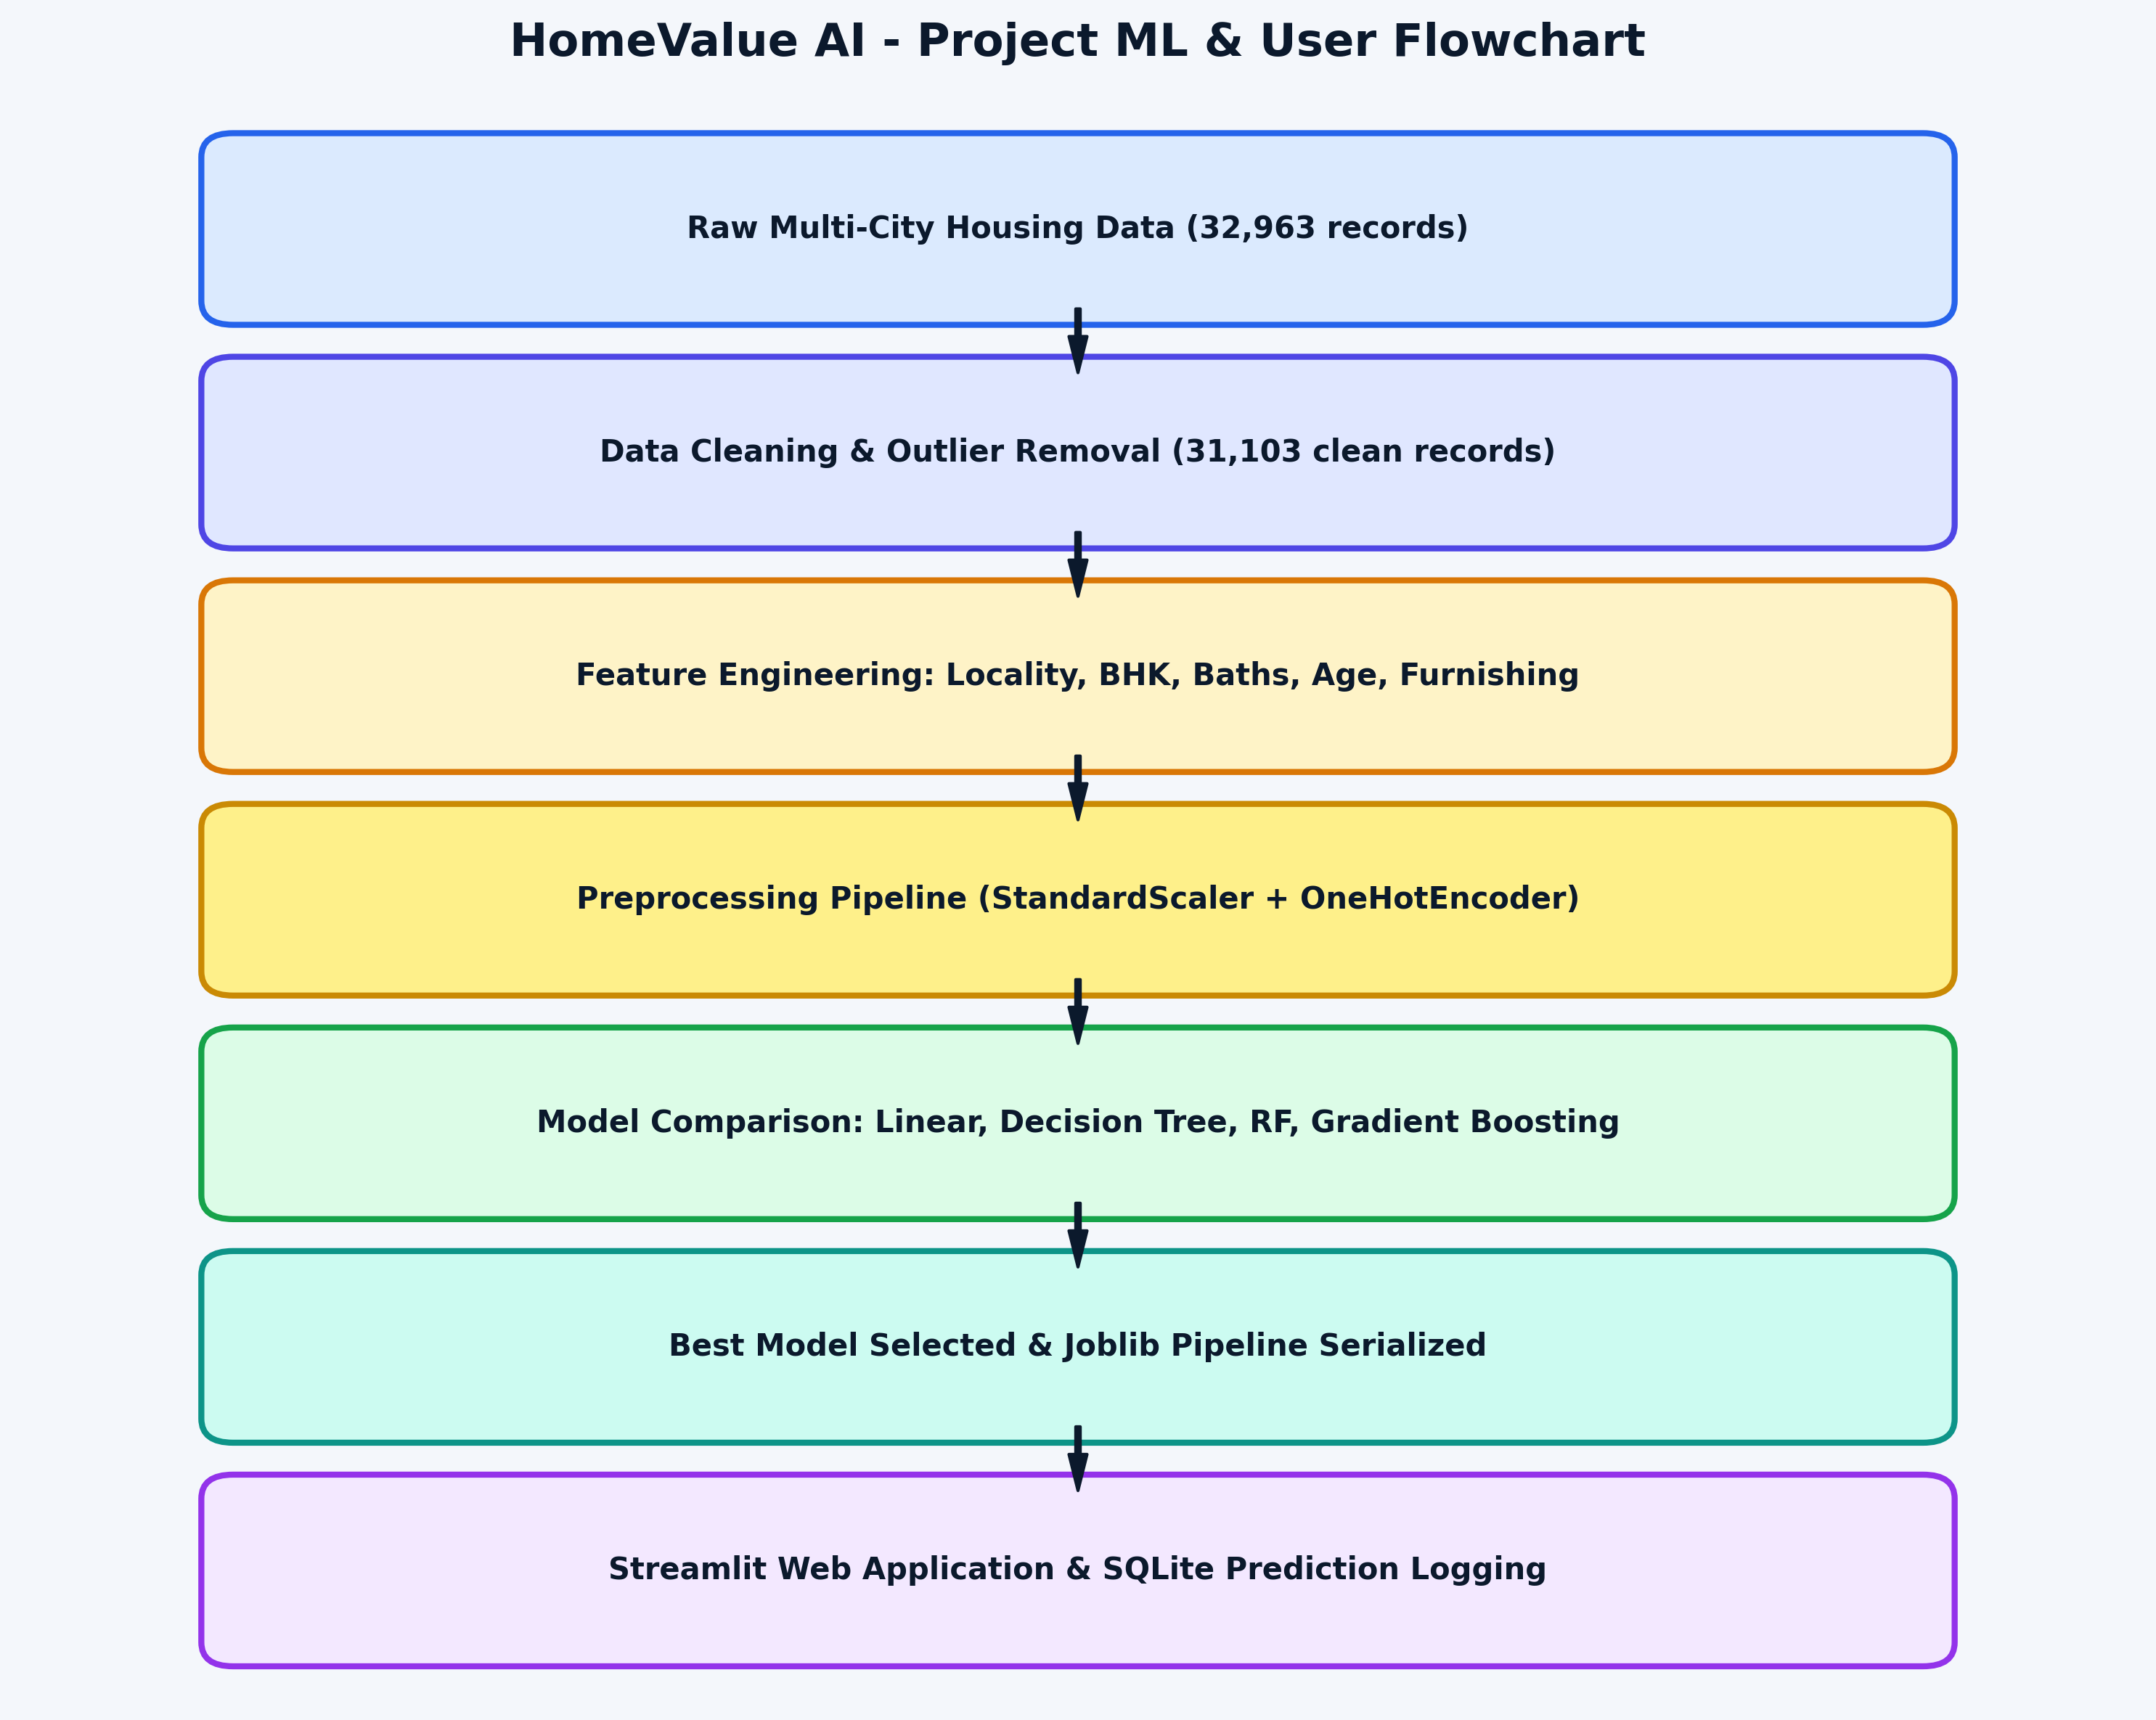 HomeValue AI - Project ML & User Flowchart
Raw Multi-City Housing Data (32,963 records)
Data Cleaning & Outlier Removal (31,103 clean records)
Feature Engineering: Locality, BHK, Baths, Age, Furnishing
Preprocessing Pipeline (StandardScaler + OneHotEncoder)
Model Comparison: Linear, Decision Tree, RF, Gradient Boosting
Best Model Selected & Joblib Pipeline Serialized
Streamlit Web Application & SQLite Prediction Logging